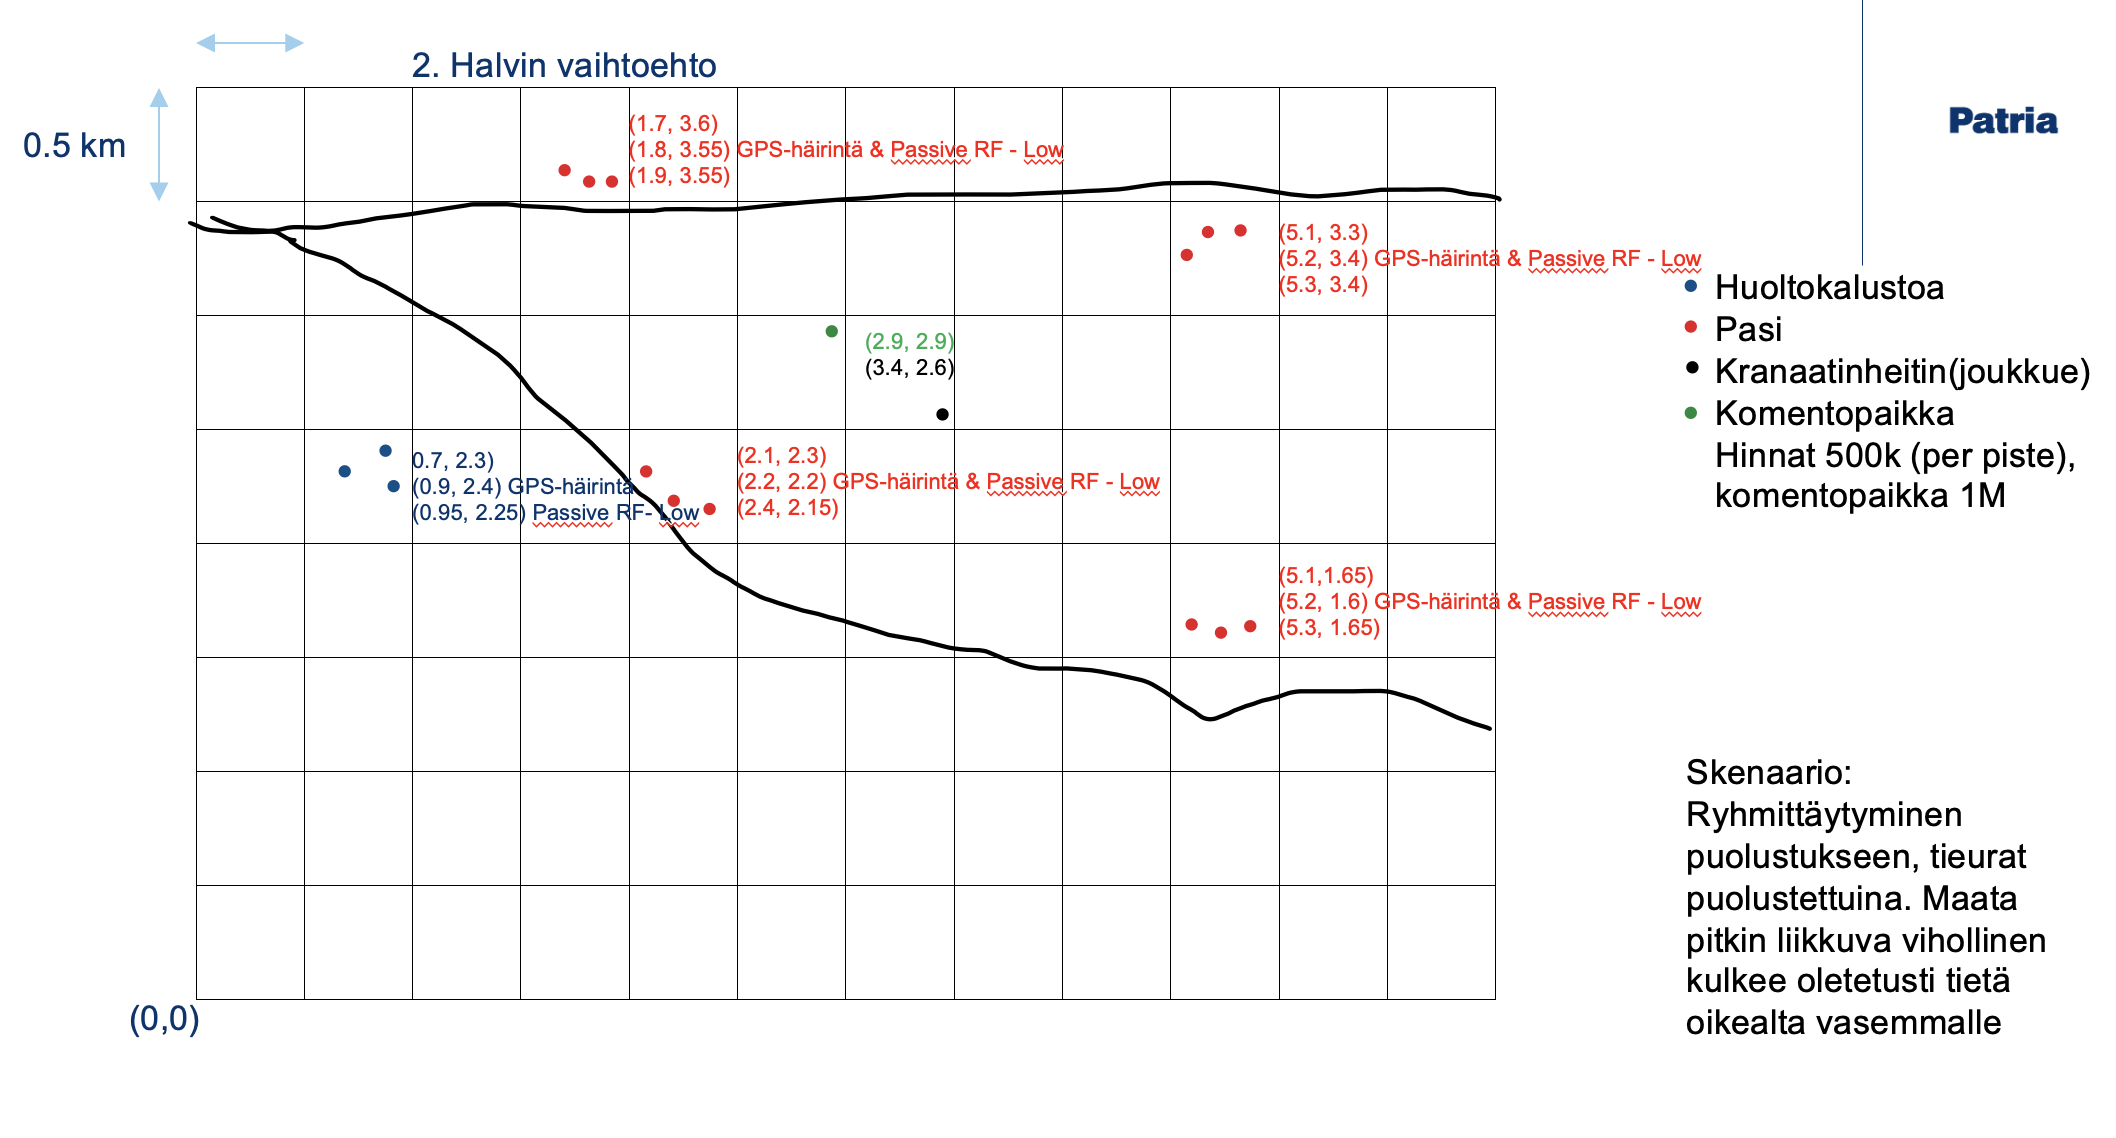 2. Halvin vaihtoehto
0.5 km
Patria
(1.7, 3.6)
(1.8, 3.55) GPS-häirintä & Passive RF - Low
(1.9, 3.55)
(5.1, 3.3)
(5.2, 3.4) GPS-häirintä & Passive RF - Low
(5.3, 3.4)
(2.9, 2.9)
(3.4, 2.6)
0.7, 2.3)
(0.9, 2.4) GPS-häirintä
(0.95, 2.25) Passive RF- Low
(2.1, 2.3)
(2.2, 2.2) GPS-häirintä & Passive RF - Low
(2.4, 2.15)
(5.1,1.65)
(5.2, 1.6) GPS-häirintä & Passive RF - Low
(5.3, 1.65)
(0,0)
Huoltokalustoa
Pasi
Kranaatinheitin(joukkue)
Komentopaikka
Hinnat 500k (per piste),
komentopaikka 1M
Skenaario:
Ryhmittäytyminen
puolustukseen, tieurat
puolustettuina. Maata
pitkin liikkuva vihollinen
kulkee oletetusti tietä
oikealta vasemmalle